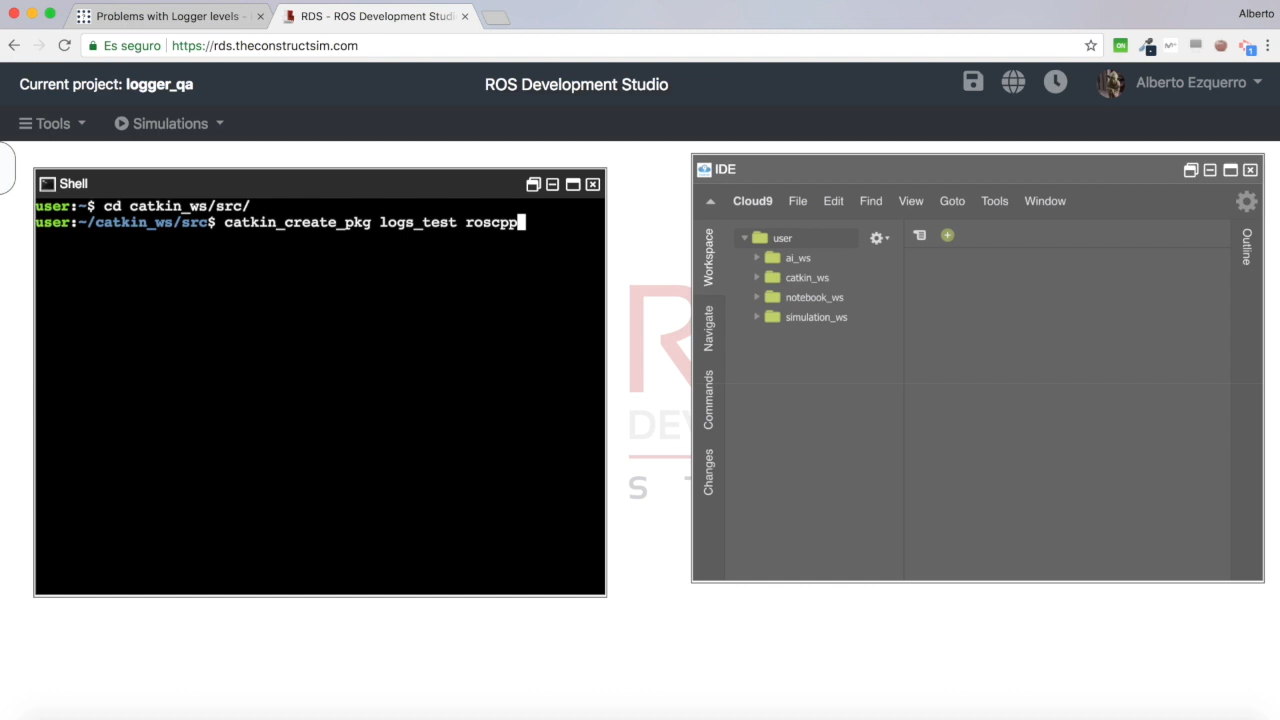 Problems with Logger levels -
RDS - ROS Development Studi
Alberto
Es seguro
https://rds.theconstructsim.com
Current project: logger_qa
ROS Development Studio
Alberto Ezquerro
Tools
Simulations
Shell
user:~$ cd catkin_ws/src/
user:~/catkin_ws/src$ catkin_create_pkg logs_test roscpp
IDE
Cloud9 File Edit Find View Goto Tools Window
Workspace
Navigate
Commands
Changes
user
ai_ws
catkin_ws
notebook_ws
simulation_ws
Outline
R
DEV
S T